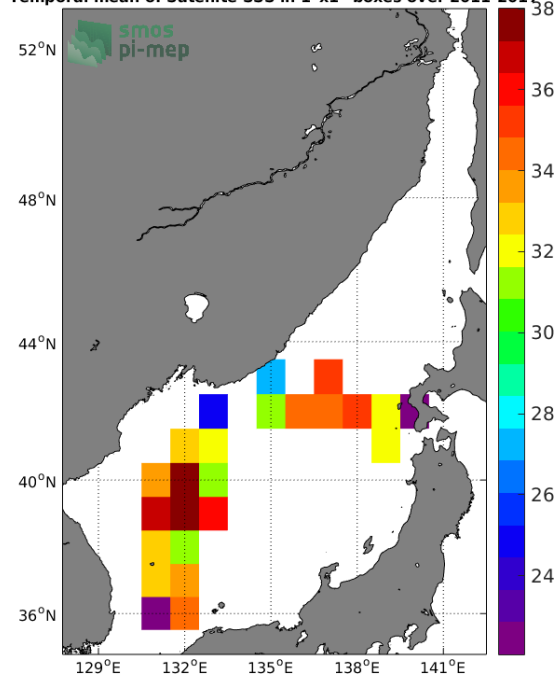 Temporal mean of Satellite SSS in 1°x1° boxes over 2011-201
smos
pi-mep
52°N
48°N
44°N
40°N
36°N
129°E
132°E
135°E
138°E
141°E
38
36
34
32
30
28
26
24